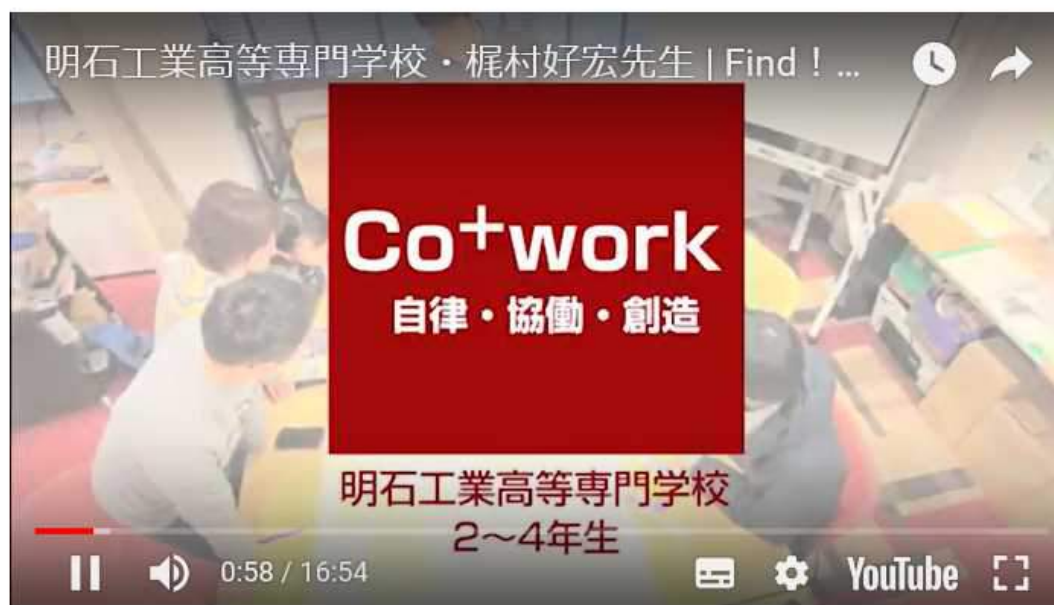 明石工業高等専門学校・梶村好宏先生 | Find！...
Co+work
自律・協働・創造
明石工業高等専門学校
2～4年生
0:58 / 16:54
YouTube